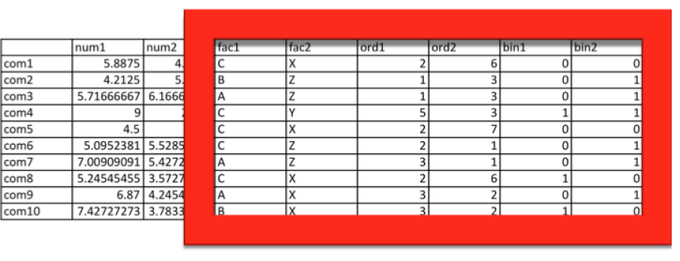 num1 num2 fac1 fac2 ord1 ord2 bin1 bin2
com1 5.8875 4. C X 2 6 0 0
com2 4.2125 5. B Z 1 3 0 1
com3 5.71666667 6.1666 A Z 1 3 0 1
com4 9 C Y 5 3 1 1
com5 4.5 C X 2 7 0 0
com6 5.0952381 5.5285 C Z 2 1 0 1
com7 7.00909091 5.4272 A Z 3 1 0 1
com8 5.24545455 3.5727 C X 2 6 1 0
com9 6.87 4.2454 A X 3 2 0 1
com10 7.42727273 3.7833 B X 3 2 1 0